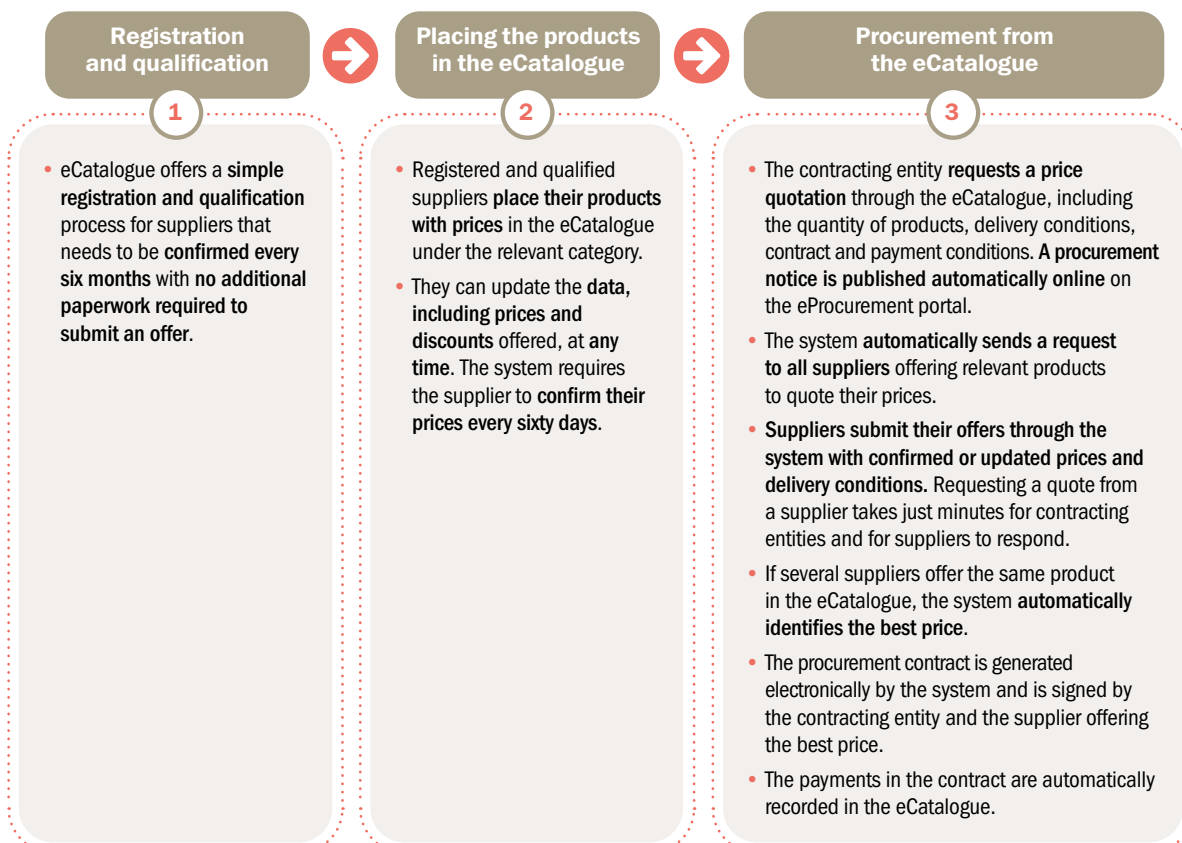 Registration
and qualification
1
• eCatalogue offers a simple
registration and qualification
process for suppliers that
needs to be confirmed every
six months with no additional
paperwork required to
submit an offer.
Placing the products
in the eCatalogue
2
• Registered and qualified
suppliers place their products
with prices in the eCatalogue
under the relevant category.
• They can update the data,
including prices and
discounts offered, at any
time. The system requires
the supplier to confirm their
prices every sixty days.
Procurement from
the eCatalogue
3
• The contracting entity requests a price
quotation through the eCatalogue, including
the quantity of products, delivery conditions,
contract and payment conditions. A procurement
notice is published automatically online on
the eProcurement portal.
• The system automatically sends a request
to all suppliers offering relevant products
to quote their prices.
• Suppliers submit their offers through the
system with confirmed or updated prices and
delivery conditions. Requesting a quote from
a supplier takes just minutes for contracting
entities and for suppliers to respond.
• If several suppliers offer the same product
in the eCatalogue, the system automatically
identifies the best price.
• The procurement contract is generated
electronically by the system and is signed by
the contracting entity and the supplier offering
the best price.
• The payments in the contract are automatically
recorded in the eCatalogue.